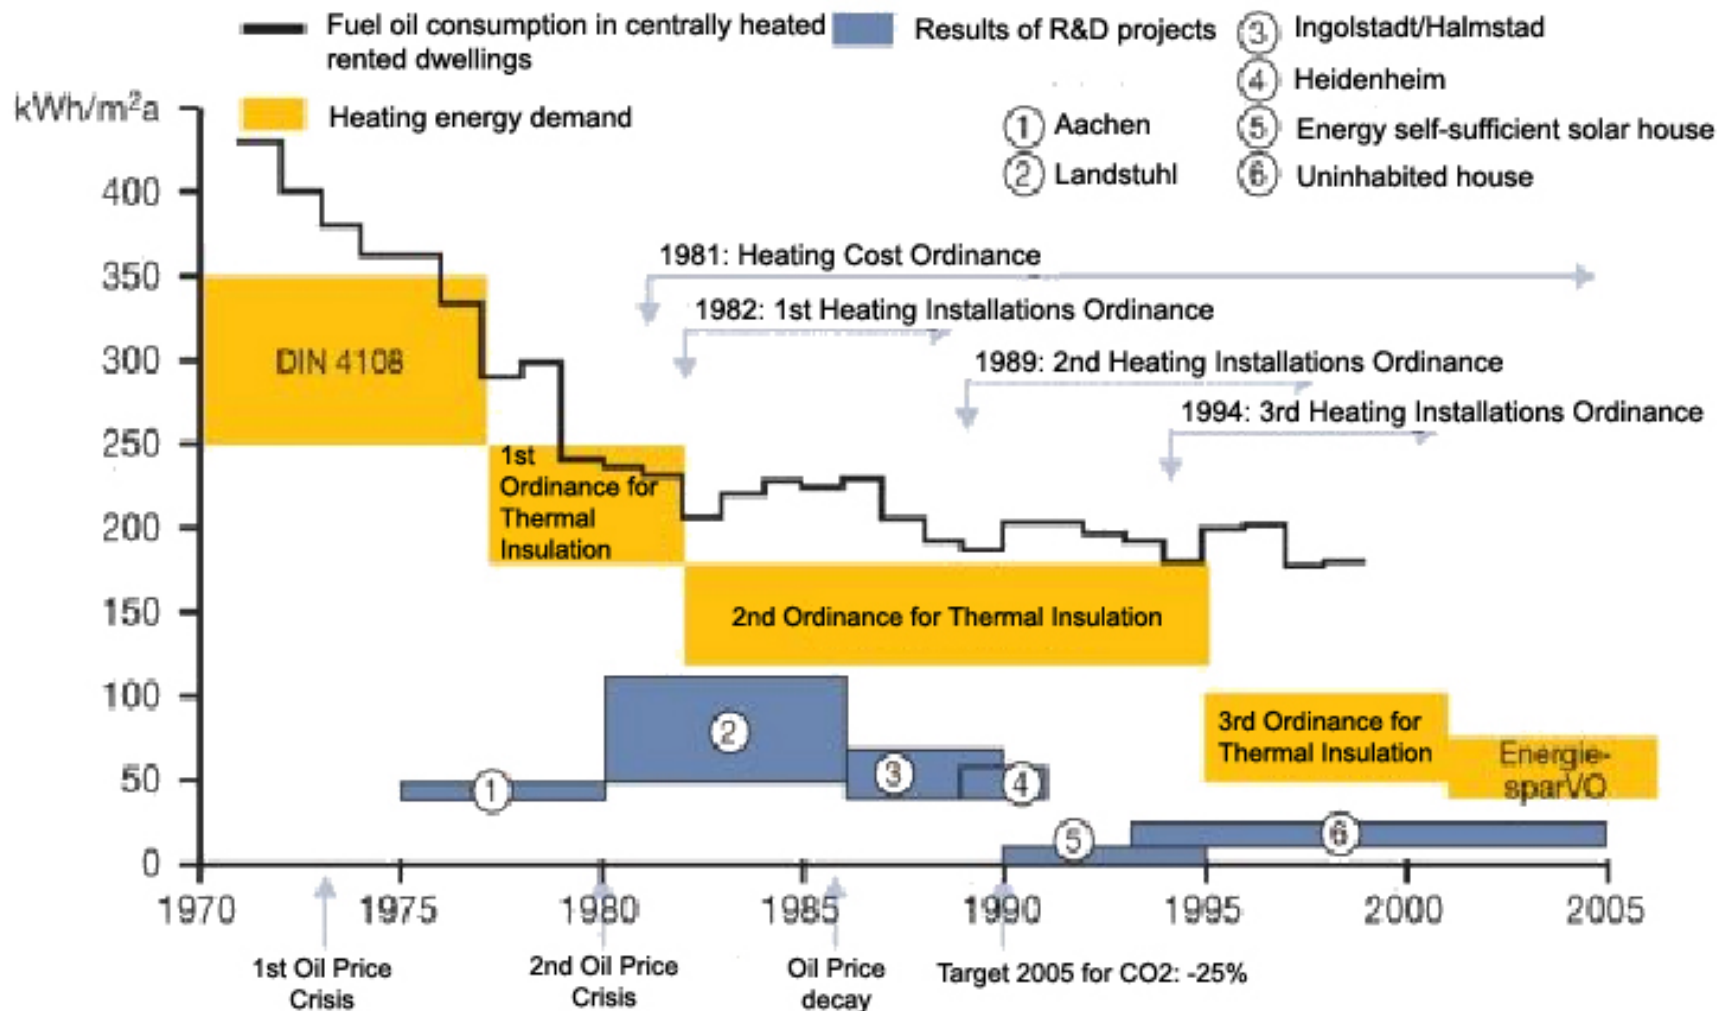 Fuel oil consumption in centrally heated
rented dwellings
Heating energy demand
Results of R&D projects
① Aachen
② Landstuhl
③ Ingolstadt/Halmstad
④ Heidenheim
⑤ Energy self-sufficient solar house
⑥ Uninhabited house
kWh/m²a
400
350
300
250
200
150
100
50
0
1981: Heating Cost Ordinance
1982: 1st Heating Installations Ordinance
1989: 2nd Heating Installations Ordinance
1994: 3rd Heating Installations Ordinance
DIN 4108
1st
Ordinance for
Thermal
Insulation
2nd Ordinance for Thermal Insulation
3rd Ordinance for
Thermal Insulation
Energie-
sparVO
①
②
③
④
⑤
⑥
1970
1975
1980
1985
1990
1995
2000
2005
1st Oil Price
Crisis
2nd Oil Price
Crisis
Oil Price
decay
Target 2005 for CO2: -25%